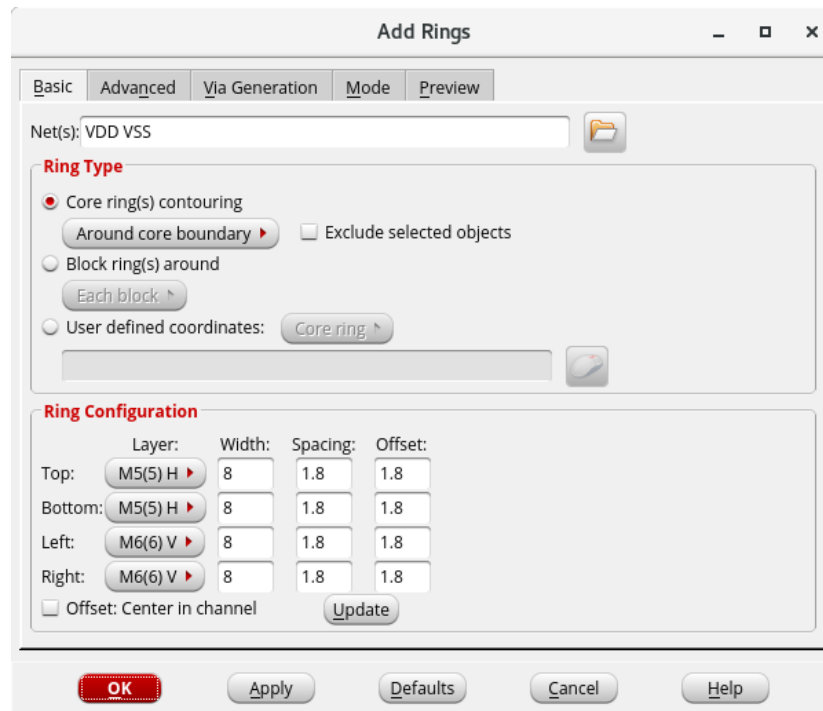 Add Rings
Basic Advanced Via Generation Mode Preview
Net(s): VDD VSS
Ring Type
Core ring(s) contouring
Around core boundary Exclude selected objects
Block ring(s) around
Each block
User defined coordinates: Core ring
Ring Configuration
Layer: Width: Spacing: Offset:
Top: M5(5) H 8 1.8 1.8
Bottom: M5(5) H 8 1.8 1.8
Left: M6(6) V 8 1.8 1.8
Right: M6(6) V 8 1.8 1.8
Offset: Center in channel Update
OK Apply Defaults Cancel Help